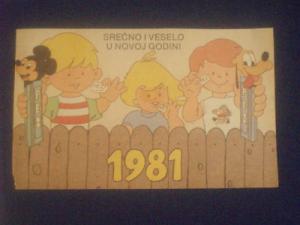 SREĆNO I VESELO
U NOVOJ GODINI
1981